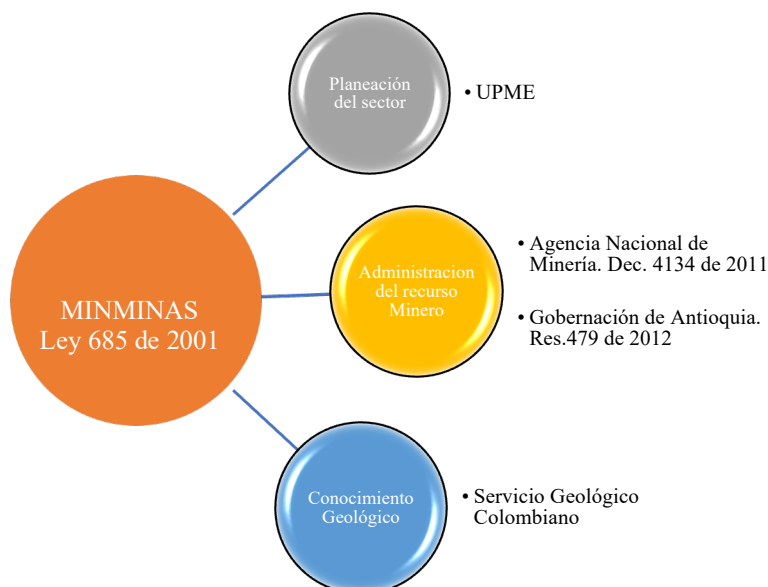 Planeación
del sector
• UPME
MINMINAS
Ley 685 de 2001
Administracion
del recurso
Minero
• Agencia Nacional de
Minería. Dec. 4134 de 2011
• Gobernación de Antioquia.
Res.479 de 2012
Conocimiento
Geológico
• Servicio Geológico
Colombiano